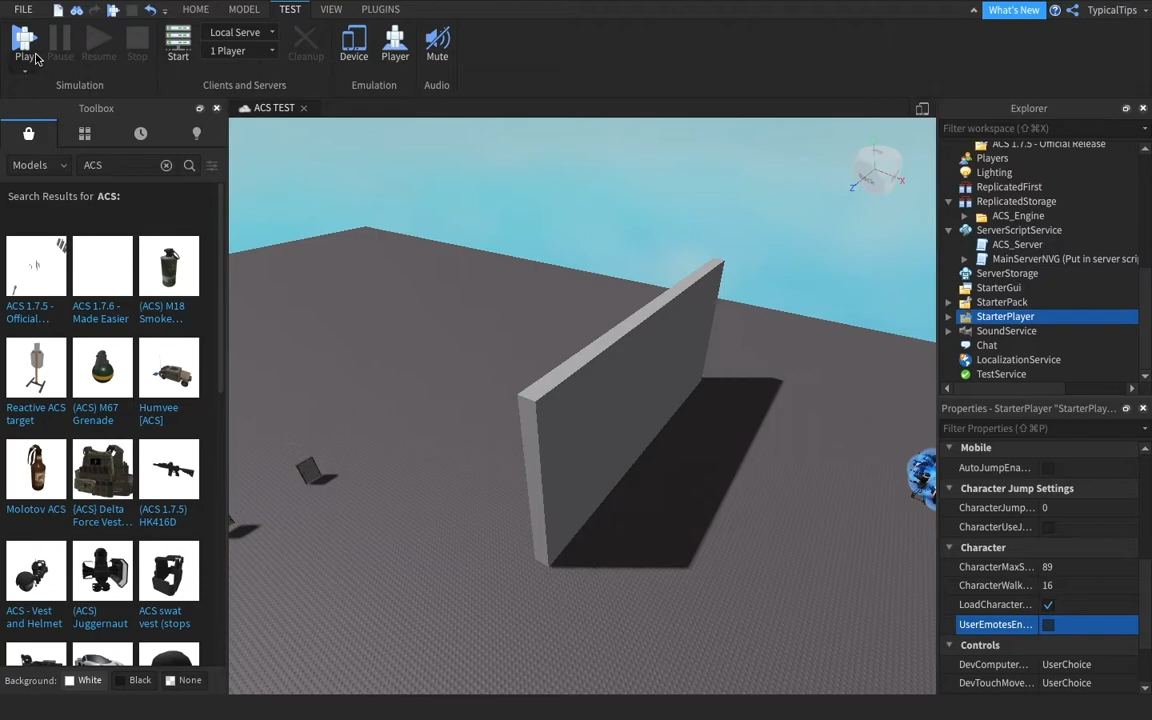 FILE HOME MODEL TEST VIEW PLUGINS What's New TypicalTips
Play Pause Resume Stop Start Local Serve 1 Player Cleanup Device Player Mute
Simulation Clients and Servers Emulation Audio
Toolbox
Models ACS
Search Results for ACS:
ACS 1.7.5 -
Official...
ACS 1.7.6 -
Made Easier
(ACS) M18
Smoke...
Reactive ACS
target
(ACS) M67
Grenade
Humvee
[ACS]
Molotov ACS
{ACS} Delta
Force Vest...
(ACS 1.7.5)
HK416D
ACS - Vest
and Helmet
(ACS)
Juggernaut
ACS swat
vest (stops
Background: White Black None
ACS TEST
Explorer
Filter workspace (⇧⌘X)
ACS 1.7.5 - Official Release
Players
Lighting
ReplicatedFirst
ReplicatedStorage
ACS_Engine
ServerScriptService
ACS_Server
MainServerNVG (Put in server scri
ServerStorage
StarterGui
StarterPack
StarterPlayer
SoundService
Chat
LocalizationService
TestService
Properties - StarterPlayer "StarterPlay...
Filter Properties (⇧⌘P)
Mobile
AutoJumpEna...
Character Jump Settings
CharacterJump... 0
CharacterUseJ...
Character
CharacterMaxS... 89
CharacterWalk... 16
LoadCharacter...
UserEmotesEn...
Controls
DevComputer... UserChoice
DevTouchMove... UserChoice